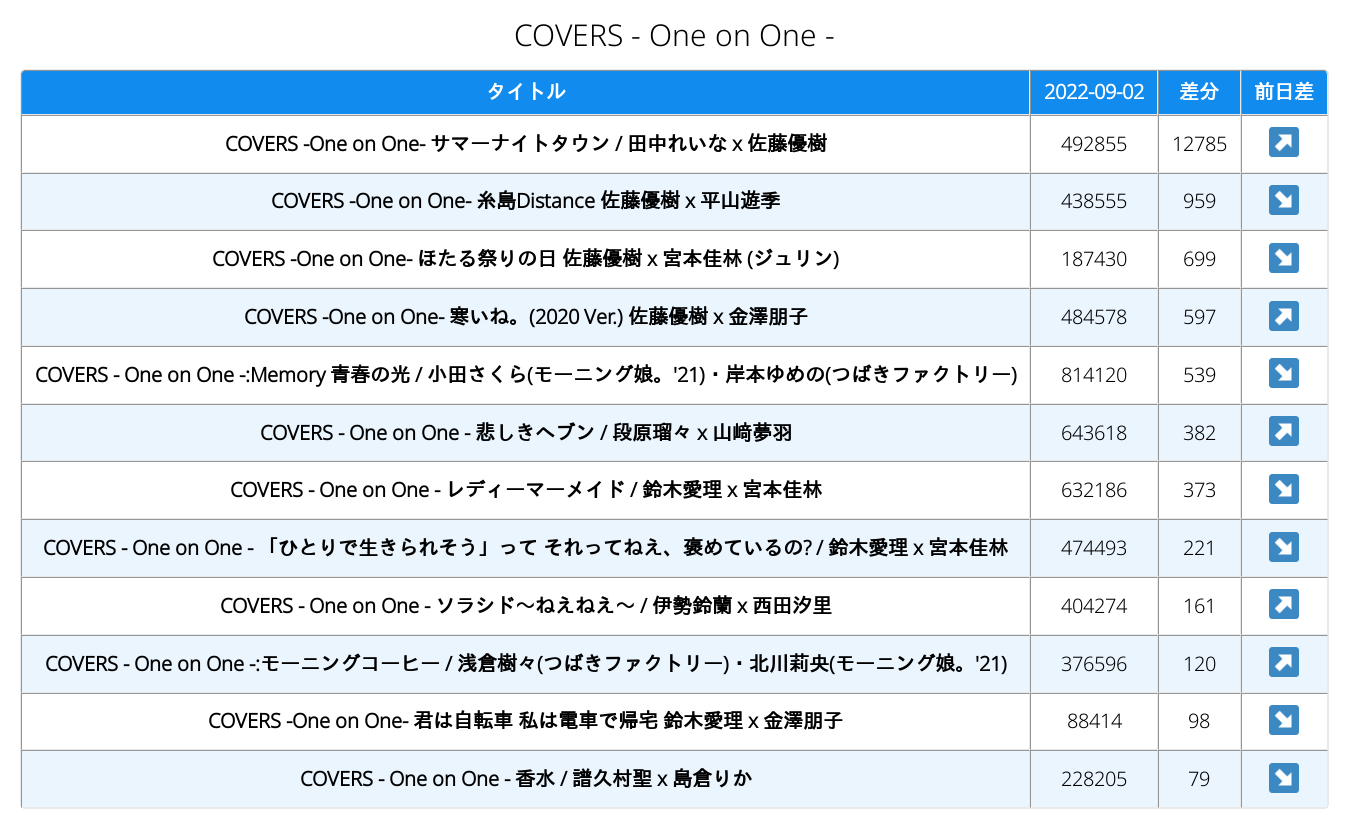 COVERS - One on One -
タイトル 2022-09-02 差分 前日差
COVERS -One on One- サマーナイトタウン / 田中れいな x 佐藤優樹 492855 12785
COVERS -One on One- 糸島Distance 佐藤優樹 x 平山遊季 438555 959
COVERS -One on One- ほたる祭りの日 佐藤優樹 x 宮本佳林 (ジュリン) 187430 699
COVERS -One on One- 寒いね。(2020 Ver.) 佐藤優樹 x 金澤朋子 484578 597
COVERS - One on One -:Memory 青春の光 / 小田さくら(モーニング娘。'21)・岸本ゆめの(つばきファクトリー) 814120 539
COVERS - One on One - 悲しきヘブン / 段原瑠々 x 山﨑夢羽 643618 382
COVERS - One on One - レディーマーメイド / 鈴木愛理 x 宮本佳林 632186 373
COVERS - One on One - 「ひとりで生きられそう」って それってねえ、褒めているの? / 鈴木愛理 x 宮本佳林 474493 221
COVERS - One on One - ソラシド〜ねえねえ〜 / 伊勢鈴蘭 x 西田汐里 404274 161
COVERS - One on One -:モーニングコーヒー / 浅倉樹々(つばきファクトリー)・北川莉央(モーニング娘。'21) 376596 120
COVERS -One on One- 君は自転車 私は電車で帰宅 鈴木愛理 x 金澤朋子 88414 98
COVERS - One on One - 香水 / 譜久村聖 x 島倉りか 228205 79